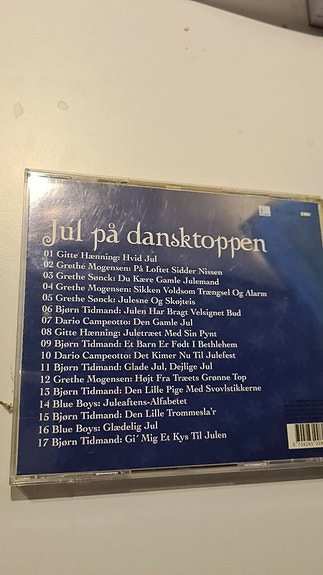 Jul på dansktoppen
01 Gitte Hænning: Hvid Jul
02 Grethe Mogensen: På Loftet Sidder Nissen
03 Grethe Sønck: Du Kære Gamle Julemand
04 Grethe Mogensen: Sikken Voldsom Trængsel Og Alarm
05 Grethe Sønck: Julesne Og Skøjteis
06 Bjørn Tidmand: Julen Har Bragt Velsignet Bud
07 Dario Campeotto: Den Gamle Jul
08 Gitte Hænning: Juletræet Med Sin Pynt
09 Bjørn Tidmand: Et Barn Er Født I Bethlehem
10 Dario Campeotto: Det Kimer Nu Til Julefest
11 Bjørn Tidmand: Glade Jul, Dejlige Jul
12 Grethe Mogensen: Højt Fra Træets Grønne Top
13 Bjørn Tidmand: Den Lille Pige Med Svovlstikkerne
14 Blue Boys: Juleaftens-Alfabetet
15 Bjørn Tidmand: Den Lille Trommesla'r
16 Blue Boys: Glædelig Jul
17 Bjørn Tidmand: Gi´ Mig Et Kys Til Julen